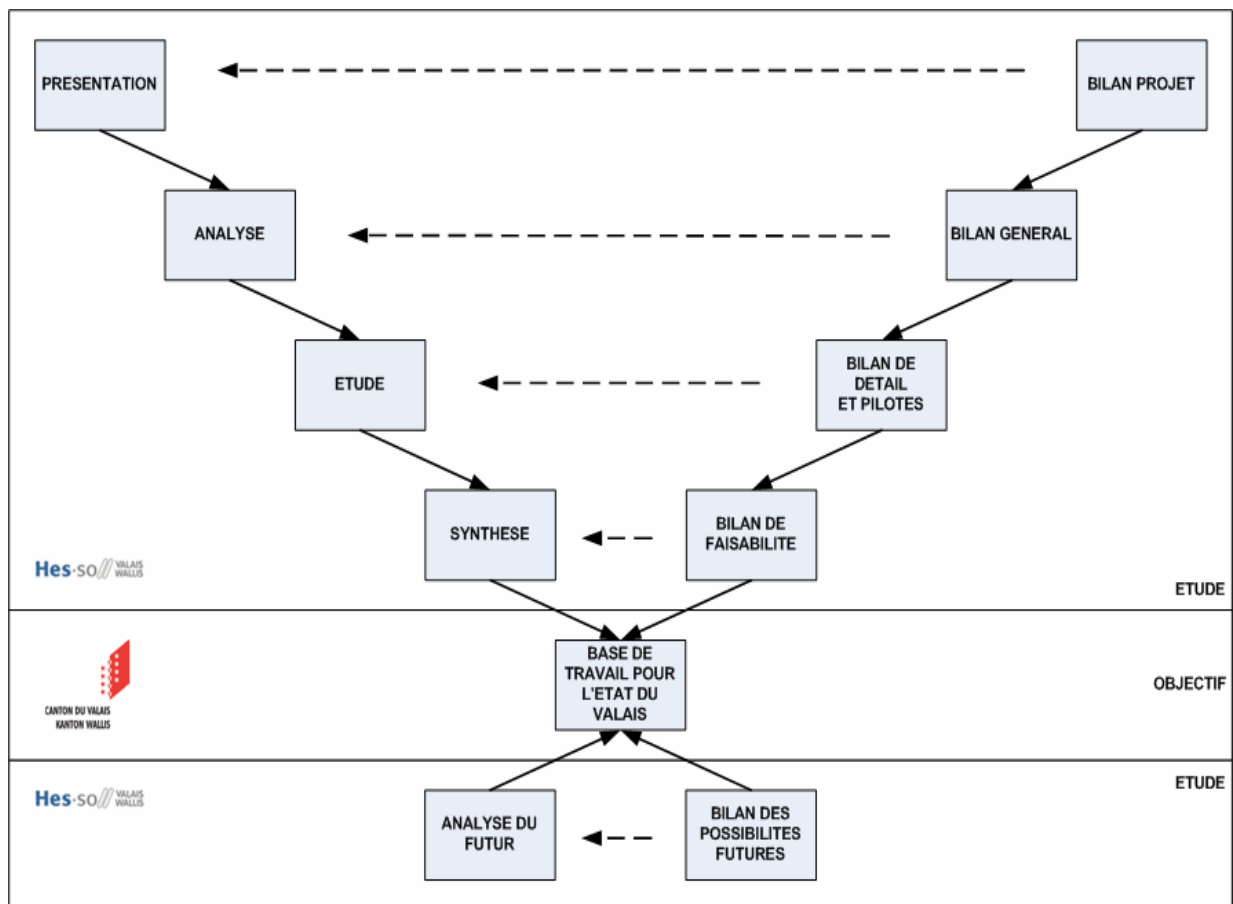 PRESENTATION
BILAN PROJET
ANALYSE
BILAN GENERAL
ETUDE
BILAN DE
DETAIL
ET PILOTES
SYNTHESE
BILAN DE
FAISABILITE
Hes·so VALAIS
WALLIS
ETUDE
BASE DE
TRAVAIL POUR
L'ETAT DU
VALAIS
OBJECTIF
CANTON DU VALAIS
KANTON WALLIS
Hes·so VALAIS
WALLIS
ETUDE
ANALYSE DU
FUTUR
BILAN DES
POSSIBILITES
FUTURES